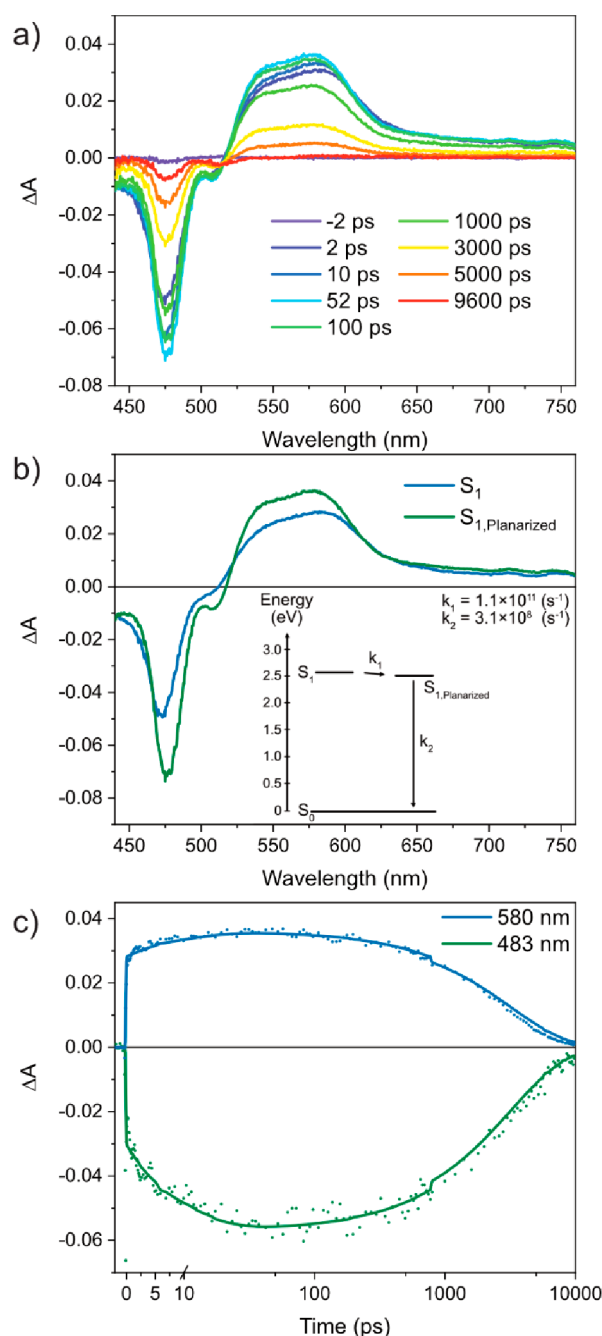 a)
0.04
0.02
0.00
-0.02
-0.04
-0.06
-0.08
ΔA
-2 ps
2 ps
10 ps
52 ps
100 ps
1000 ps
3000 ps
5000 ps
9600 ps
450 500 550 600 650 700 750
Wavelength (nm)
b)
0.04
0.02
0.00
-0.02
-0.04
-0.06
-0.08
ΔA
S₁
S₁,Planarized
k₁ = 1.1×10¹¹ (s⁻¹)
k₂ = 3.1×10⁸ (s⁻¹)
Energy
(eV)
3.0
2.5
2.0
1.5
1.0
0.5
0
S₁
k₁
S₁,Planarized
k₂
S₀
450 500 550 600 650 700 750
Wavelength (nm)
c)
0.04
0.02
0.00
-0.02
-0.04
-0.06
ΔA
580 nm
483 nm
0 5 10 100 1000 10000
Time (ps)